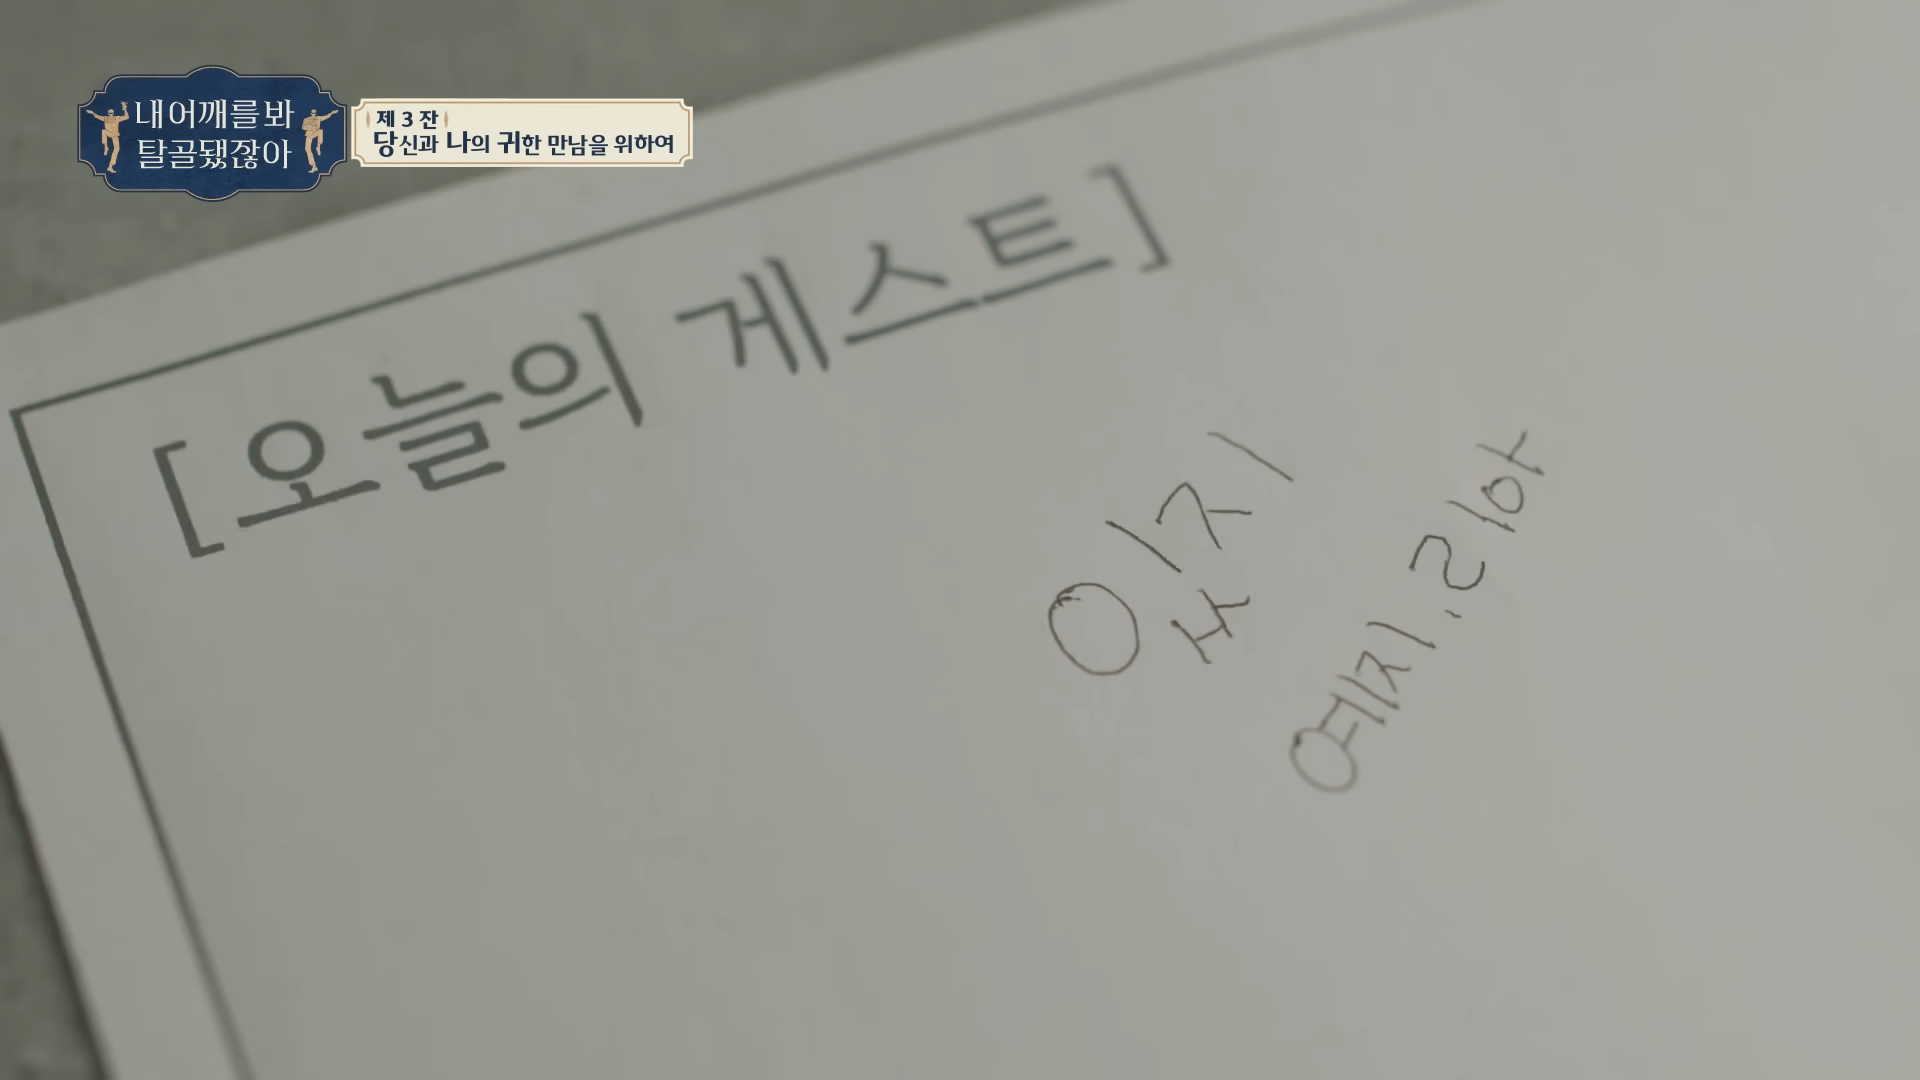 내어깨를봐
탈골됐잖아
제 3 잔
당신과 나의 귀한 만남을 위하여
[오늘의 게스트]
있지
예지, 리아